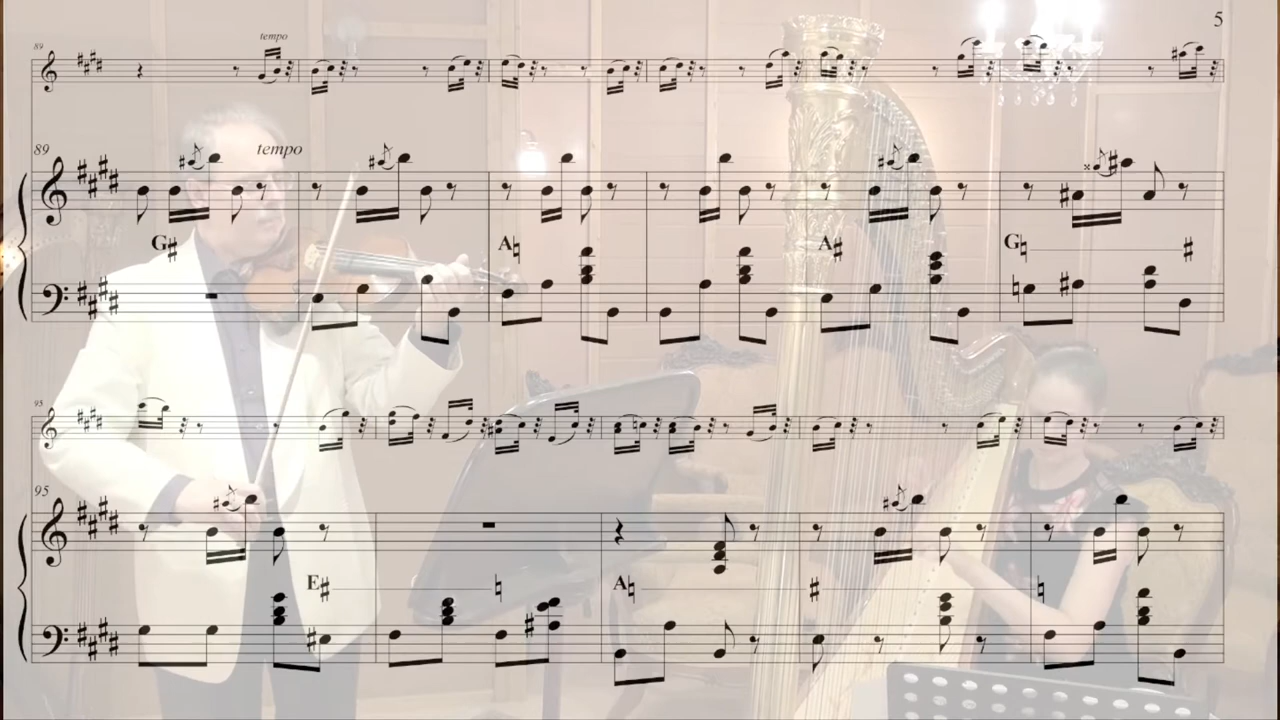 5
89
tempo
89
tempo
G♯
A♮
A♯
G♮ ♯
95
95
E♯ ♮
A♮ ♯ ♮